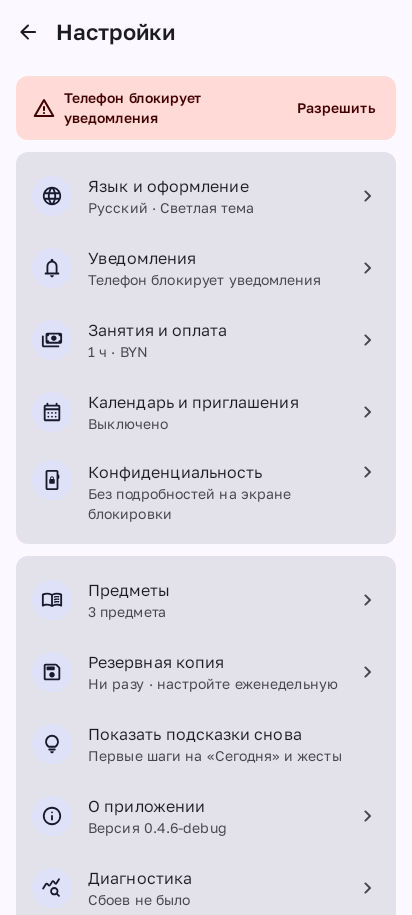 Настройки
Телефон блокирует
уведомления
Разрешить
Язык и оформление
Русский · Светлая тема
Уведомления
Телефон блокирует уведомления
Занятия и оплата
1 ч · BYN
Календарь и приглашения
Выключено
Конфиденциальность
Без подробностей на экране
блокировки
Предметы
3 предмета
Резервная копия
Ни разу · настройте еженедельную
Показать подсказки снова
Первые шаги на «Сегодня» и жесты
О приложении
Версия 0.4.6-debug
Диагностика
Сбоев не было